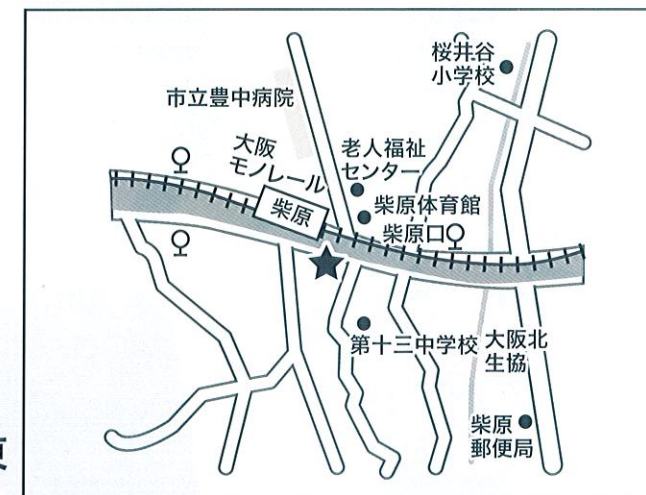 桜井谷
小学校
市立豊中病院
大阪
モノレール
老人福祉
センター
柴原
柴原体育館
柴原口
第十三中学校
大阪北
生協
柴原
郵便局